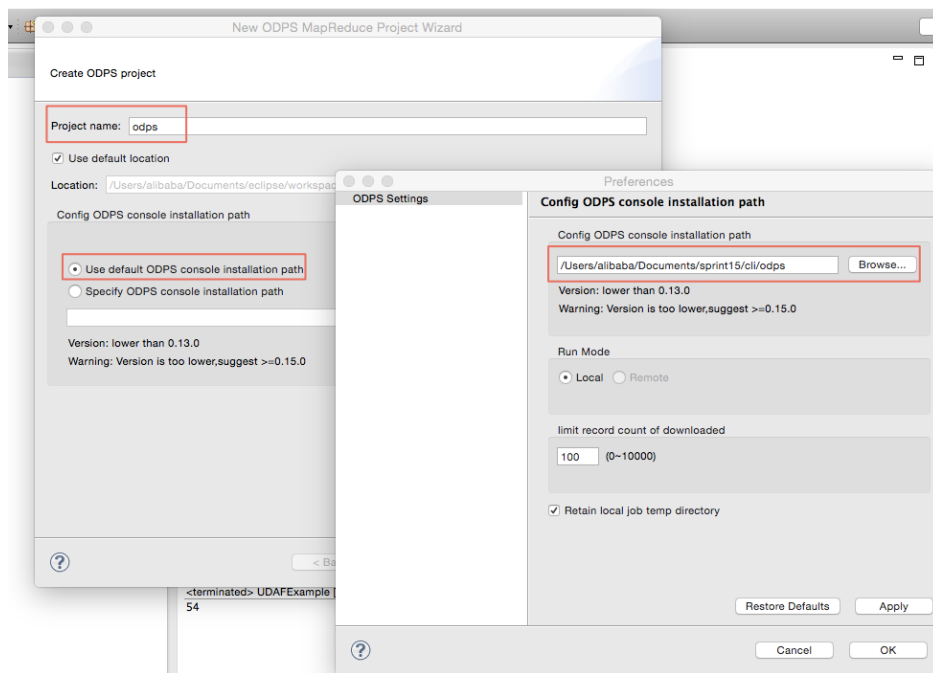 New ODPS MapReduce Project Wizard
Create ODPS project
Project name: odps
Use default location
Location: /Users/alibaba/Documents/eclipse/workspac
Config ODPS console installation path
Use default ODPS console installation path
Specify ODPS console installation path
Version: lower than 0.13.0
Warning: Version is too lower,suggest >=0.15.0
?
< Ba
<terminated> UDAFExample [
54
Preferences
ODPS Settings
Config ODPS console installation path
Config ODPS console installation path
/Users/alibaba/Documents/sprint15/cli/odps Browse...
Version: lower than 0.13.0
Warning: Version is too lower,suggest >=0.15.0
Run Mode
Local Remote
limit record count of downloaded
100 (0~10000)
Retain local job temp directory
Restore Defaults Apply
? Cancel OK